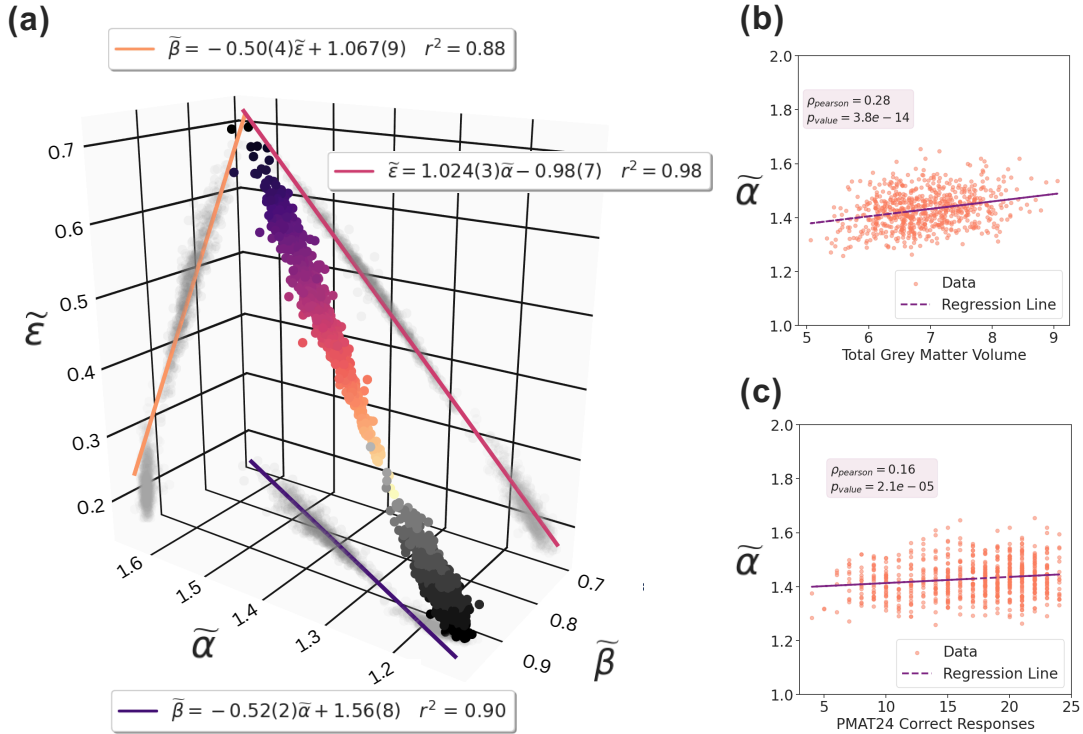 (a)
β̃ = −0.50(4)ε̃ + 1.067(9) r² = 0.88
ε̃ = 1.024(3)α̃ − 0.98(7) r² = 0.98
0.7
0.6
0.5
0.4
0.3
0.2
ε̃
1.6
1.5
1.4
1.3
1.2
α̃
0.7
0.8
0.9
β̃
β̃ = −0.52(2)α̃ + 1.56(8) r² = 0.90
(b)
2.0
1.8
1.6
1.4
1.2
1.0
α̃
ρpearson = 0.28
pvalue = 3.8e − 14
Data
Regression Line
5 6 7 8 9
Total Grey Matter Volume
(c)
2.0
1.8
1.6
1.4
1.2
1.0
α̃
ρpearson = 0.16
pvalue = 2.1e − 05
Data
Regression Line
5 10 15 20 25
PMAT24 Correct Responses